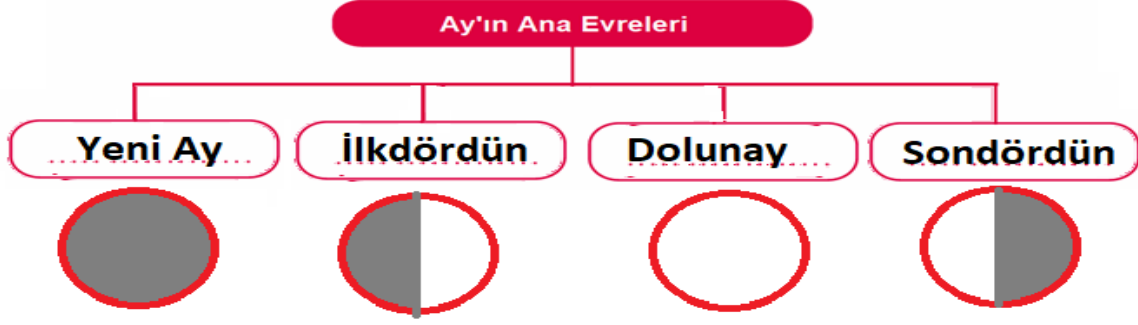 Ay'ın Ana Evreleri
Yeni Ay
İlkdördün
Dolunay
Sondördün